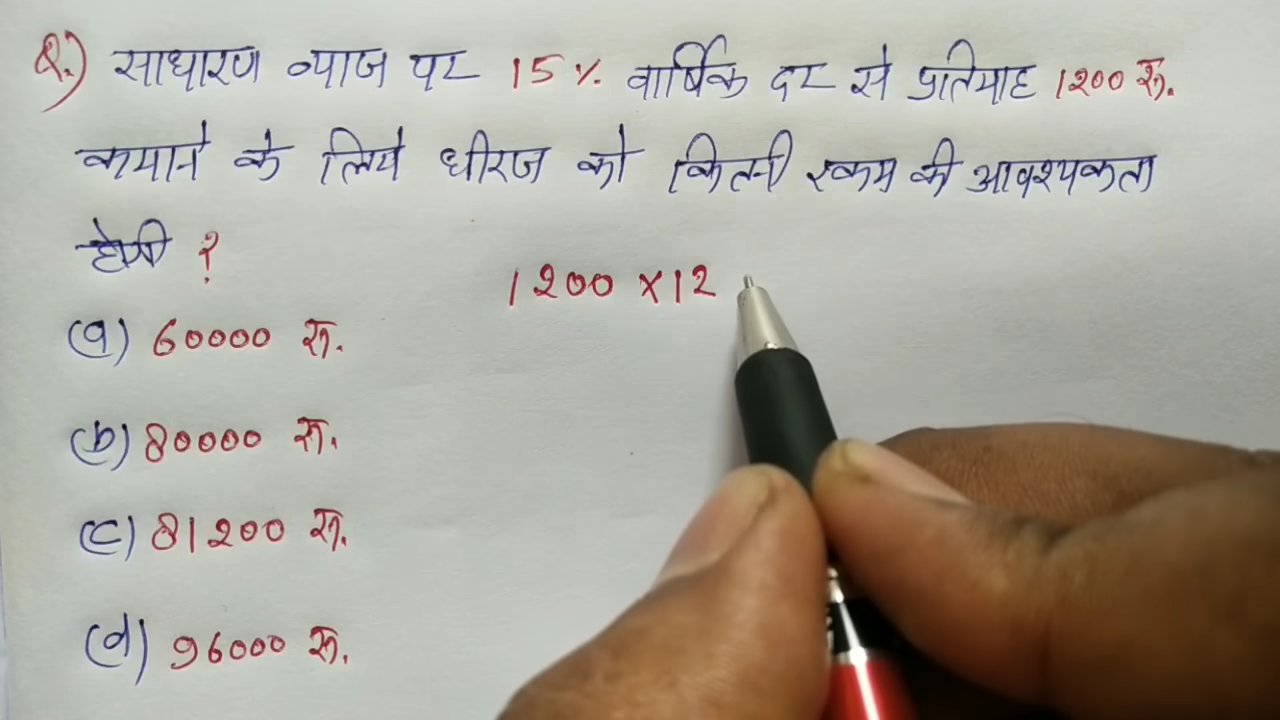 Q.) साधारण व्याज पर 15% वार्षिक दर से प्रतिमाह 1200 रु.
कमाने के लिये धीरज को कितनी रकम की आवश्यकता
होगी ?
1200 × 12
(a) 60000 रु.
(b) 80000 रु.
(c) 81200 रु.
(d) 96000 रु.